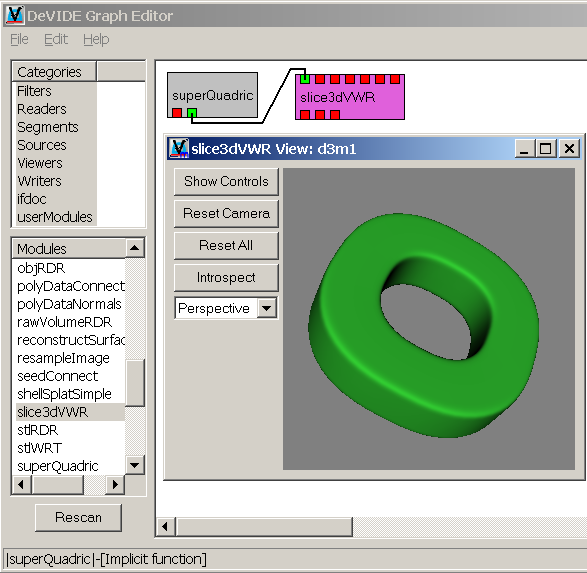 DeVIDE Graph Editor
File Edit Help
Categories
Filters
Readers
Segments
Sources
Viewers
Writers
ifdoc
userModules
Modules
objRDR
polyDataConnect
polyDataNormals
rawVolumeRDR
reconstructSurfac
resampleImage
seedConnect
shellSplatSimple
slice3dVWR
stlRDR
stlWRT
superQuadric
Rescan
superQuadric
slice3dVWR
slice3dVWR View: d3m1
Show Controls
Reset Camera
Reset All
Introspect
Perspective
|superQuadric|-[Implicit function]